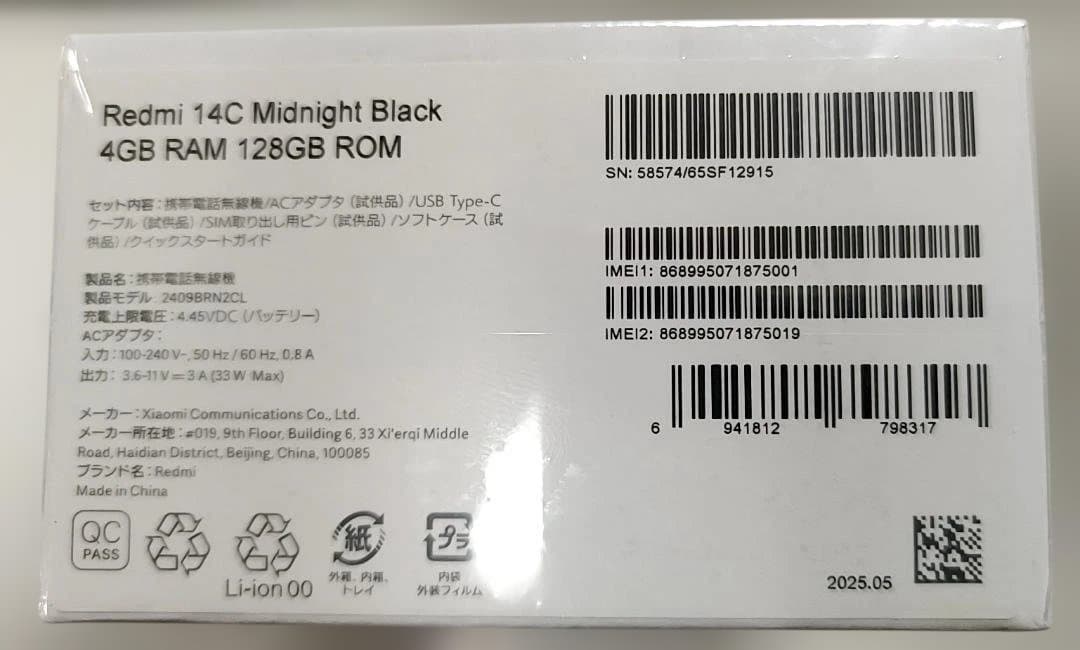 Redmi 14C Midnight Black
4GB RAM 128GB ROM
セット内容：携帯電話無線機/ACアダプタ（試供品）/USB Type-C
ケーブル（試供品）/SIM取り出し用ピン（試供品）/ソフトケース（試
供品）/クイックスタートガイド
製品名：携帯電話無線機
製品モデル 2409BRN2CL
充電上限電圧：4.45VDC（バッテリー）
ACアダプタ：
入力：100-240 V~, 50 Hz / 60 Hz, 0.8 A
出力： 3.6-11 V⎓3 A (33 W Max)
メーカー：Xiaomi Communications Co., Ltd.
メーカー所在地：#019, 9th Floor, Building 6, 33 Xi'erqi Middle
Road, Haidian District, Beijing, China, 100085
ブランド名：Redmi
Made in China
QC
PASS
Li-ion 00
紙
外箱、内箱、
トレイ
プラ
内袋
外装フィルム
SN: 58574/65SF12915
IMEI1: 868995071875001
IMEI2: 868995071875019
6 941812 798317
2025.05